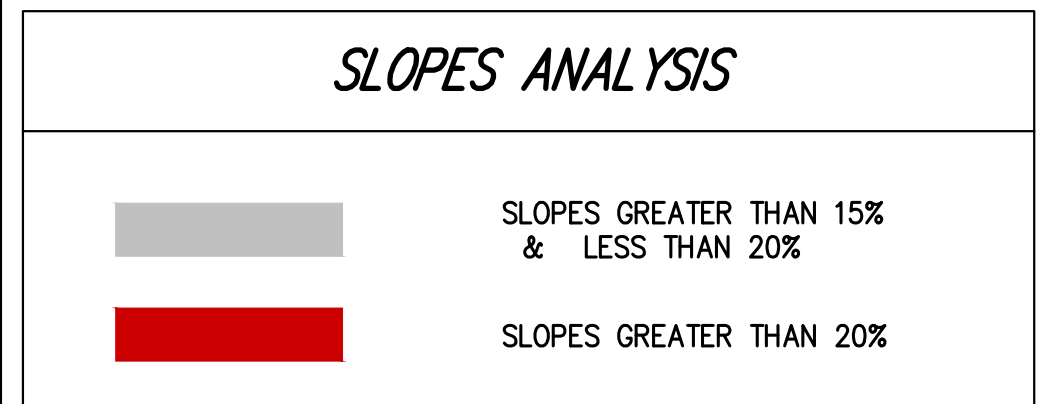 SLOPES ANALYSIS
SLOPES GREATER THAN 15%
& LESS THAN 20%
SLOPES GREATER THAN 20%